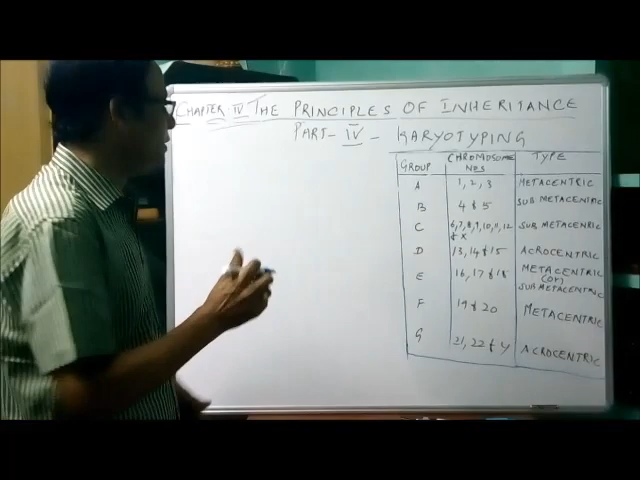 CHAPTER IV THE PRINCIPLES OF INHERITANCE
PART - IV - KARYOTYPING
GROUP CHROMOSOME NES TYPE
A 1, 2, 3 METACENTRIC
B 4 & 5 SUB METACENTRIC
C 6, 7, 8, 9, 10, 11, 12 & X SUB METACENTRIC
D 13, 14 & 15 ACROCENTRIC
E 16, 17 & 18 METACENTRIC (OR) SUB METACENTRIC
F 19 & 20 METACENTRIC
G 21, 22 & Y ACROCENTRIC